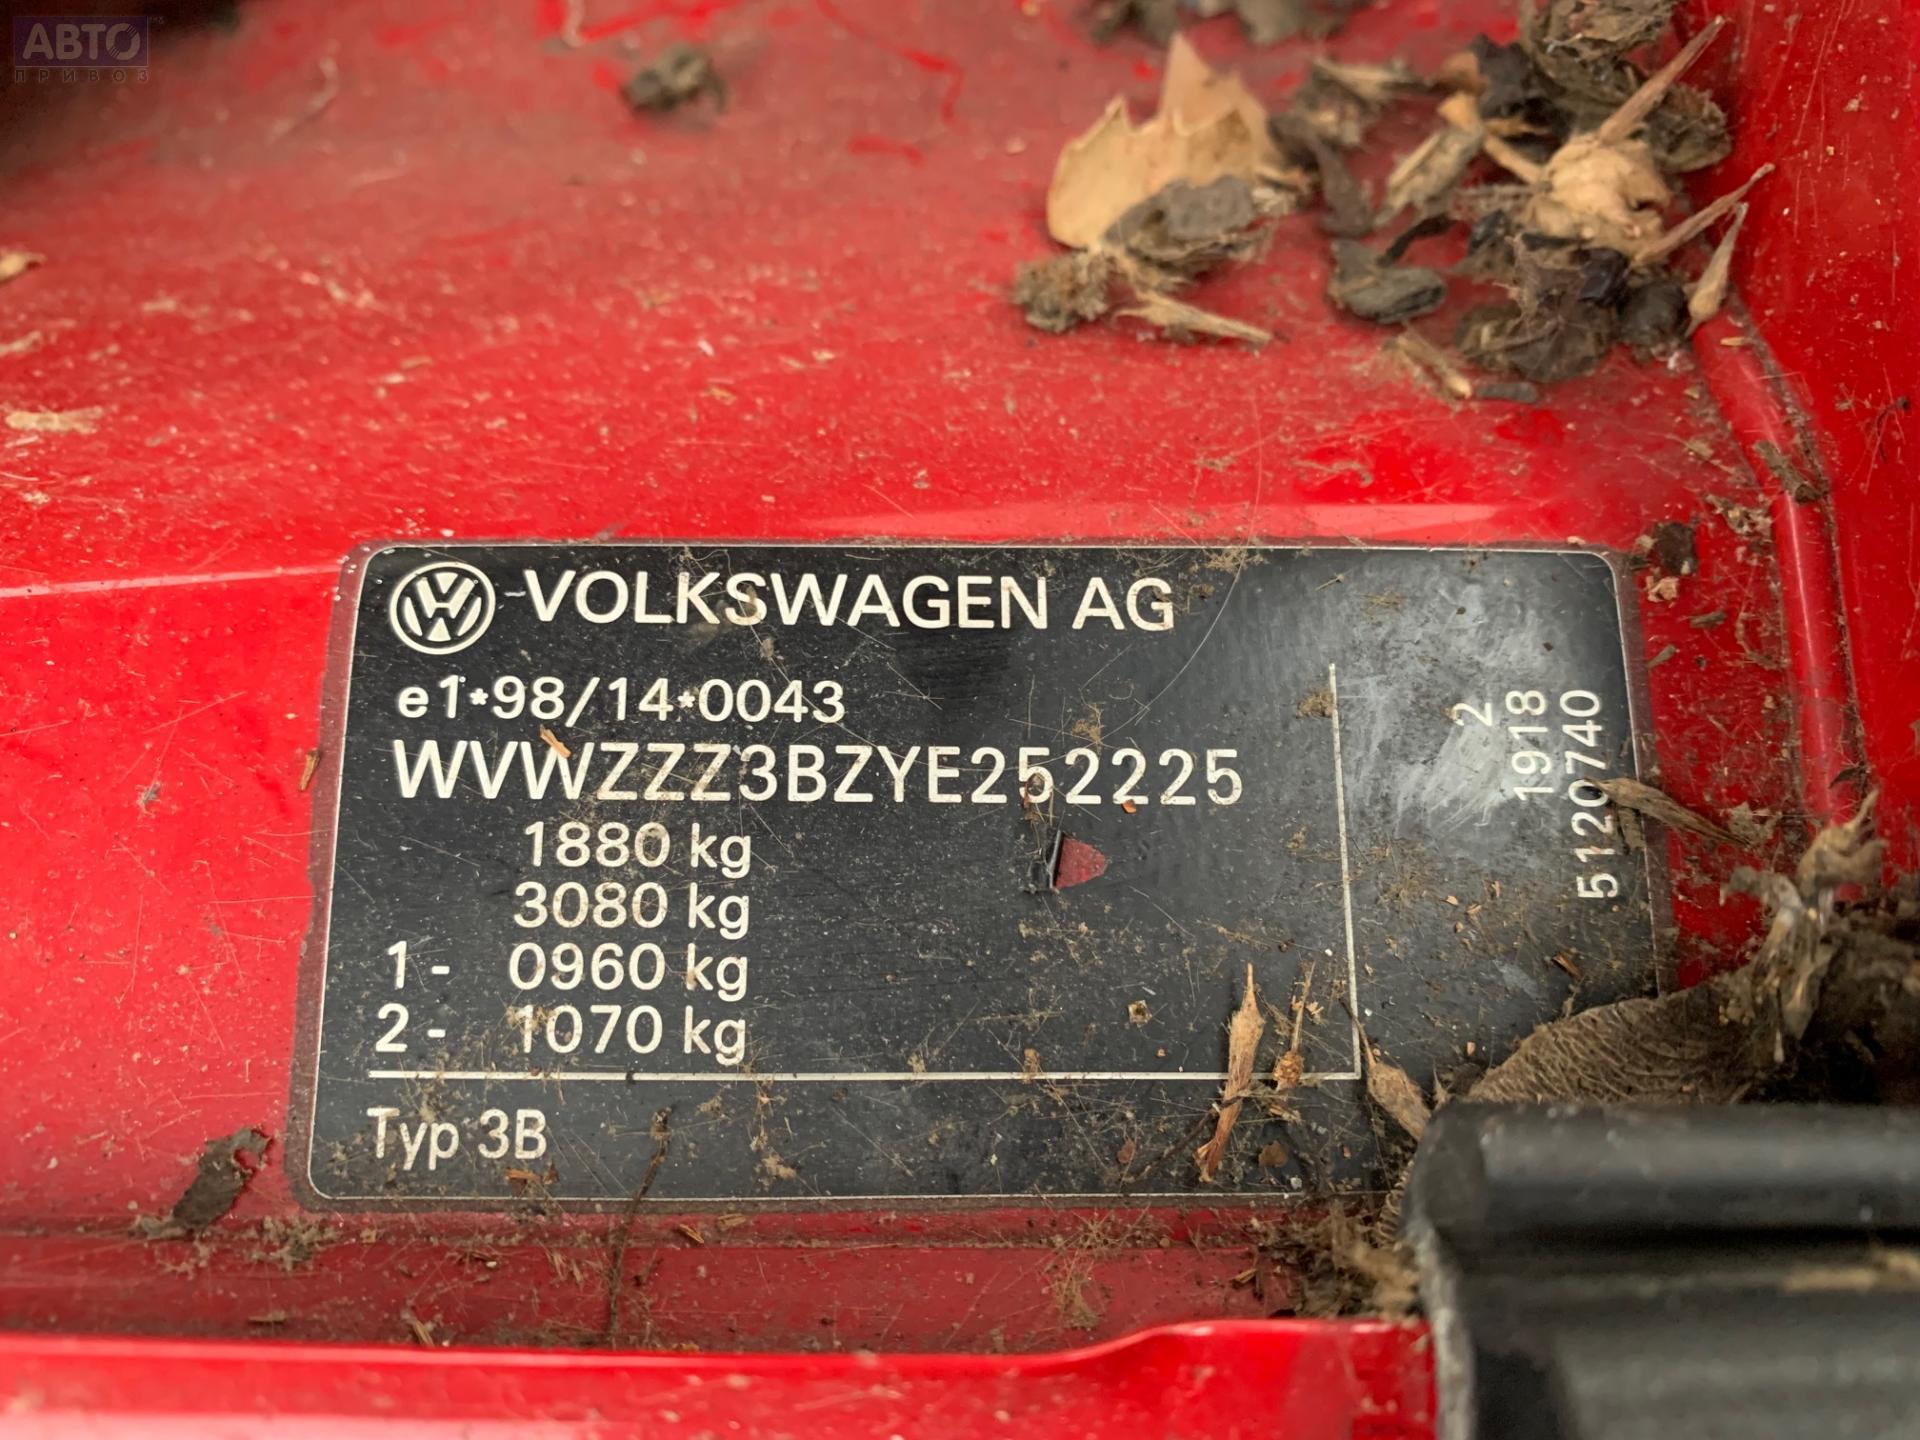 АВТО
ПРИВОЗ
VOLKSWAGEN AG
e1*98/14*0043
WVWZZZ3BZYE252225
1880 kg
3080 kg
1- 0960 kg
2- 1070 kg
Typ 3B
2
1918
5120740